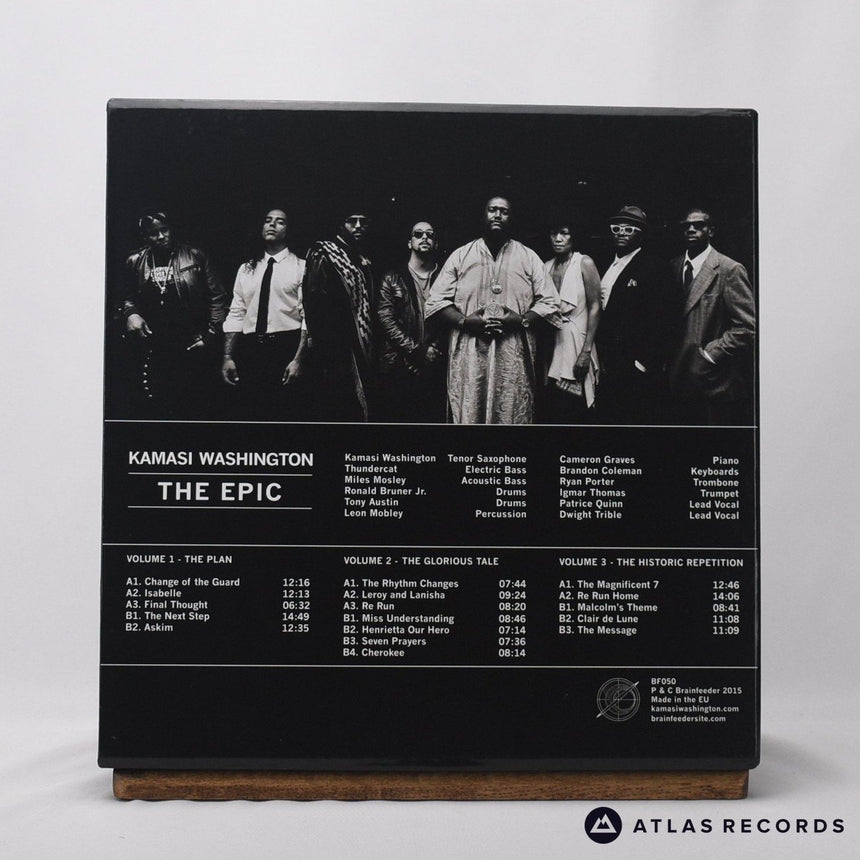 KAMASI WASHINGTON
THE EPIC
Kamasi Washington Tenor Saxophone
Thundercat Electric Bass
Miles Mosley Acoustic Bass
Ronald Bruner Jr. Drums
Tony Austin Drums
Leon Mobley Percussion
Cameron Graves Piano
Brandon Coleman Keyboards
Ryan Porter Trombone
Igmar Thomas Trumpet
Patrice Quinn Lead Vocal
Dwight Trible Lead Vocal
VOLUME 1 - THE PLAN
A1. Change of the Guard 12:16
A2. Isabelle 12:13
A3. Final Thought 06:32
B1. The Next Step 14:49
B2. Askim 12:35
VOLUME 2 - THE GLORIOUS TALE
A1. The Rhythm Changes 07:44
A2. Leroy and Lanisha 09:24
A3. Re Run 08:20
B1. Miss Understanding 08:46
B2. Henrietta Our Hero 07:14
B3. Seven Prayers 07:36
B4. Cherokee 08:14
VOLUME 3 - THE HISTORIC REPETITION
A1. The Magnificent 7 12:46
A2. Re Run Home 14:06
B1. Malcolm's Theme 08:41
B2. Clair de Lune 11:08
B3. The Message 11:09
BF050
P & C Brainfeeder 2015
Made in the EU
kamasiwashington.com
brainfeedersite.com
ATLAS RECORDS